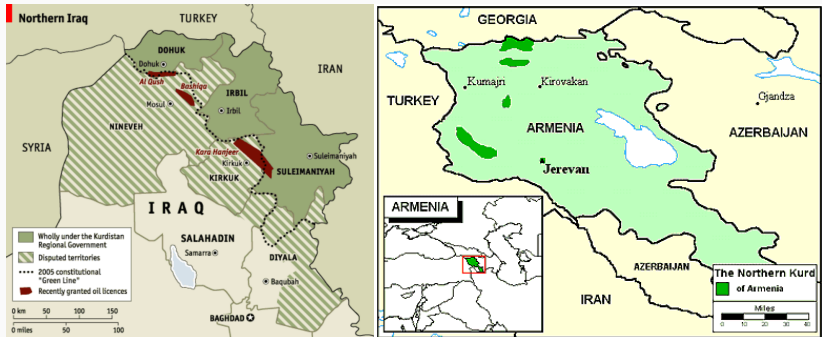 Northern Iraq
TURKEY
DOHUK
Dohuk
Al Qush
Bashiqa
IRAN
IRBIL
Mosul
Irbil
NINEVEH
SYRIA
Kara Hanjeer
Suleimaniyah
Kirkuk
SULEIMANIYAH
KIRKUK
IRAQ
SALAHADIN
Samarra
DIYALA
Baqubah
BAGHDAD
Wholly under the Kurdistan
Regional Government
Disputed territories
2005 constitutional
"Green Line"
Recently granted oil licences
0 km 50 100 150
0 miles 50 100
GEORGIA
Kumajri
Kirovakan
TURKEY
Gjandza
ARMENIA
AZERBAIJAN
Jerevan
ARMENIA
AZERBAIJAN
IRAN
The Northern Kurd
of Armenia
Miles
0 10 20 30 40